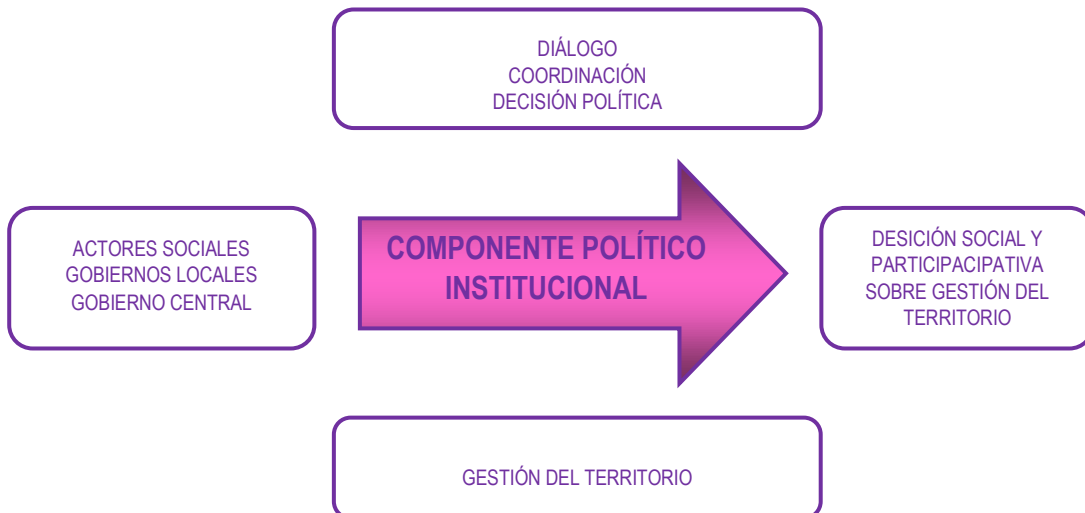 DIÁLOGO
COORDINACIÓN
DECISIÓN POLÍTICA
ACTORES SOCIALES
GOBIERNOS LOCALES
GOBIERNO CENTRAL
COMPONENTE POLÍTICO
INSTITUCIONAL
DESICIÓN SOCIAL Y
PARTICIPACIPATIVA
SOBRE GESTIÓN DEL
TERRITORIO
GESTIÓN DEL TERRITORIO